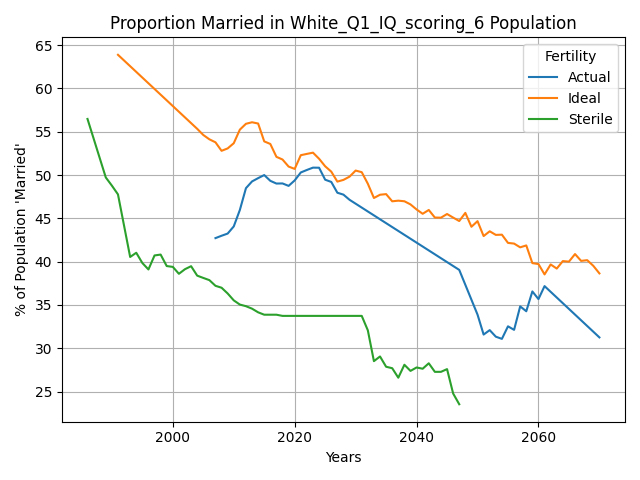 Proportion Married in White_Q1_IQ_scoring_6 Population
% of Population 'Married'
65
60
55
50
45
40
35
30
25
Fertility
Actual
Ideal
Sterile
2000
2020
2040
2060
Years